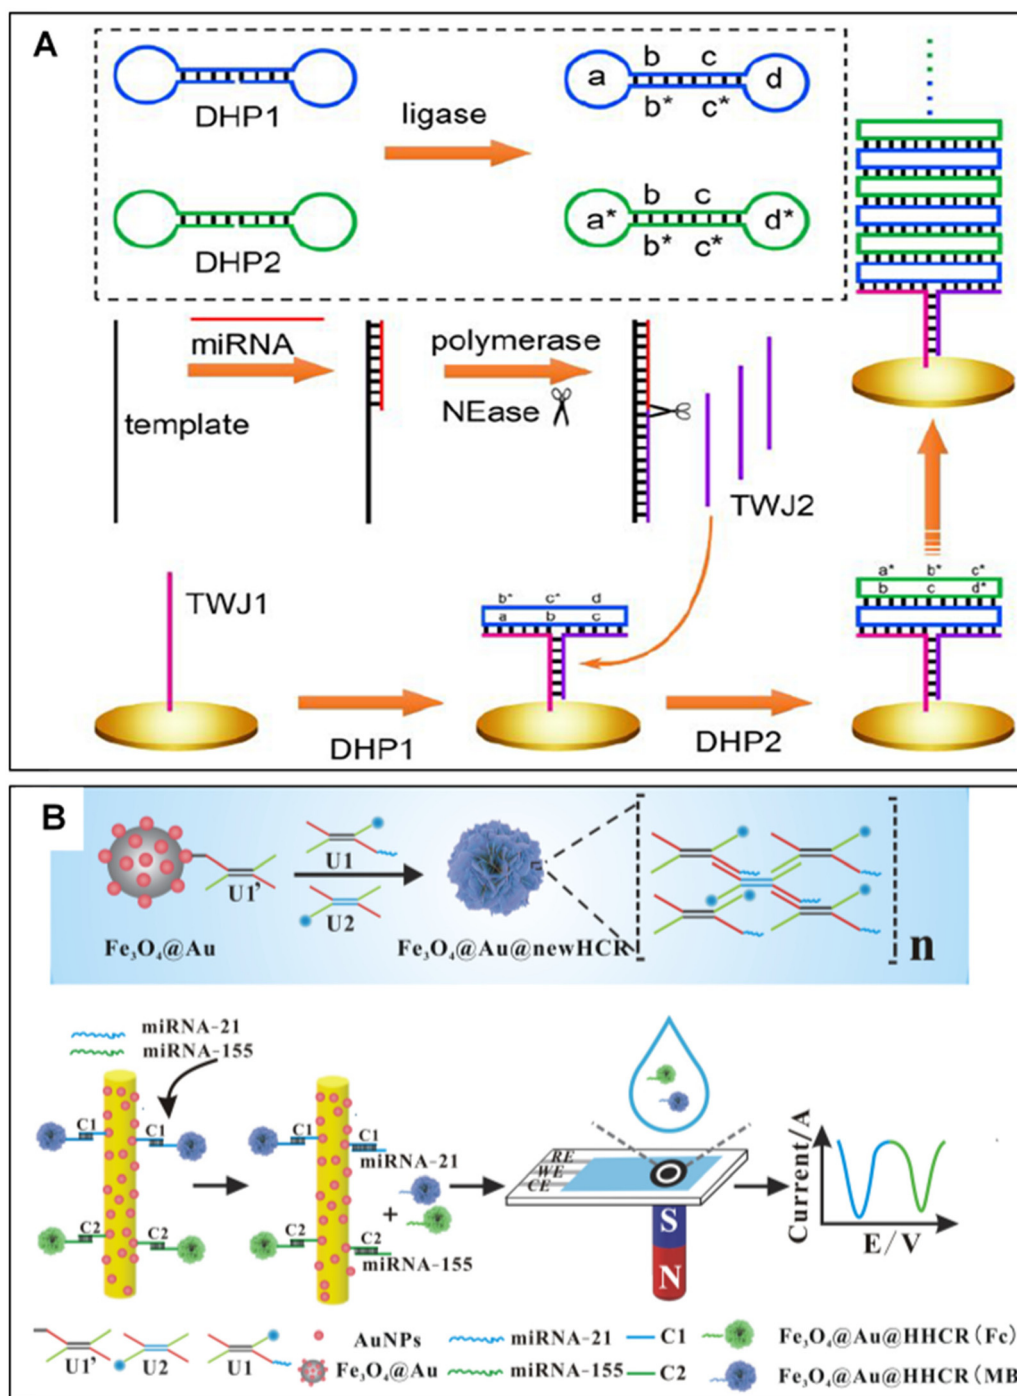 A
DHP1
ligase
a b c d
b* c*
DHP2
a* b c d*
b* c*
miRNA
template
polymerase
NEase
TWJ2
TWJ1
b* c* d
a b c
a* b* c*
b c d*
DHP1
DHP2
B
U1'
U1
U2
Fe₃O₄@Au
Fe₃O₄@Au@newHCR
n
miRNA-21
miRNA-155
C1 C1
C2 C2
C1 C1
miRNA-21
+
C2 C2
miRNA-155
RE
WE
CE
S
N
Current/A
E/V
U1' U2 U1
AuNPs
Fe₃O₄@Au
miRNA-21
miRNA-155
C1
C2
Fe₃O₄@Au@HHCR(Fc)
Fe₃O₄@Au@HHCR(MB